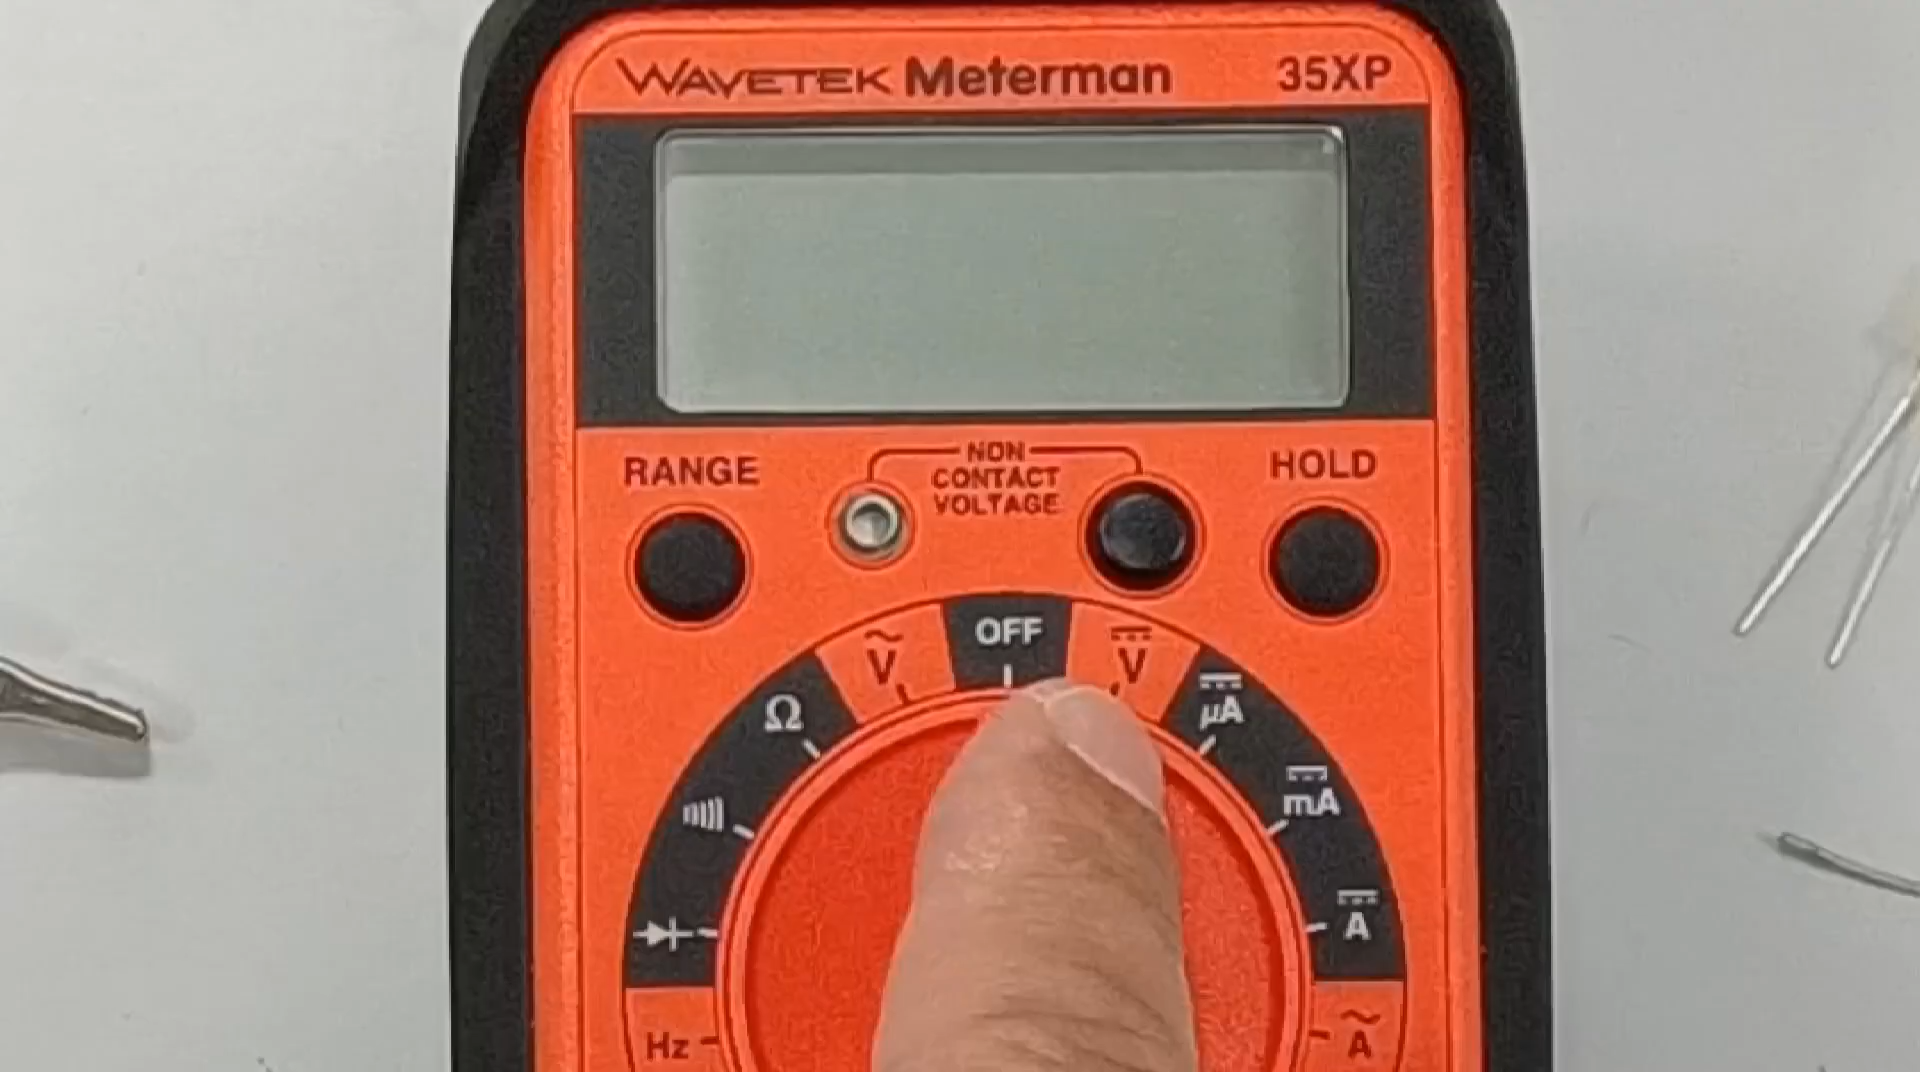 WAVETEK Meterman 35XP
RANGE
NON
CONTACT
VOLTAGE
HOLD
OFF
V
V
Ω
µA
mA
A
Hz
A